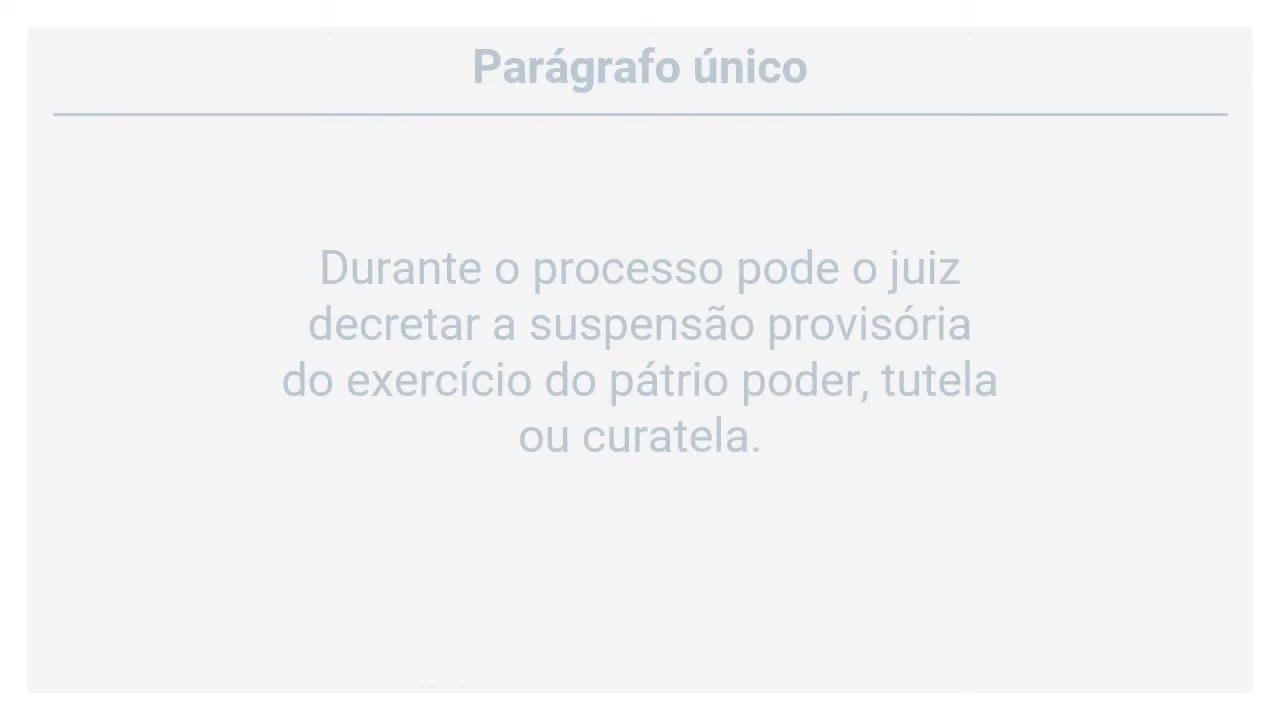 Parágrafo único
Durante o processo pode o juiz
decretar a suspensão provisória
do exercício do pátrio poder, tutela
ou curatela.